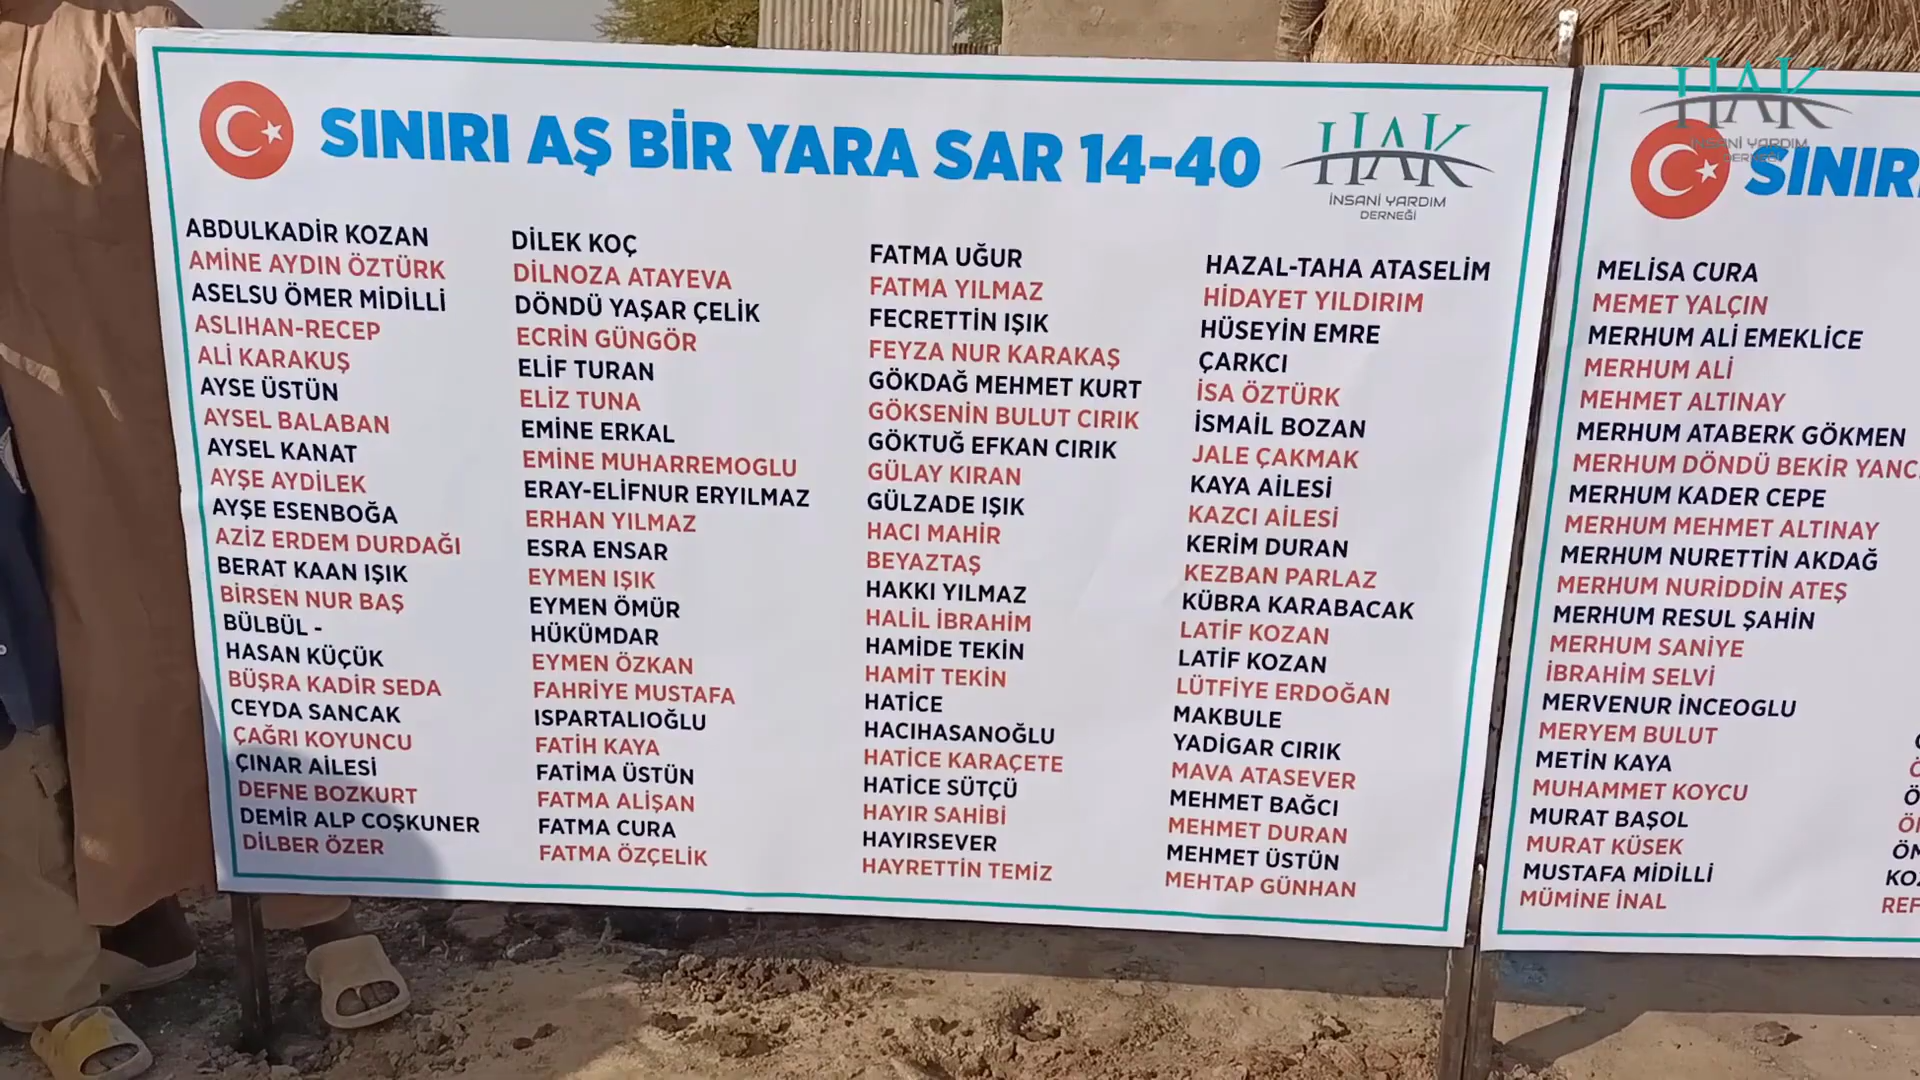 SINIRI AŞ BİR YARA SAR 14-40
HAK
İNSANİ YARDIM
DERNEĞİ
ABDULKADİR KOZAN
AMİNE AYDIN ÖZTÜRK
ASELSU ÖMER MİDİLLİ
ASLIHAN-RECEP
ALİ KARAKUŞ
AYSE ÜSTÜN
AYSEL BALABAN
AYSEL KANAT
AYŞE AYDİLEK
AYŞE ESENBOĞA
AZİZ ERDEM DURDAĞI
BERAT KAAN IŞIK
BİRSEN NUR BAŞ
BÜLBÜL -
HASAN KÜÇÜK
BÜŞRA KADİR SEDA
CEYDA SANCAK
ÇAĞRI KOYUNCU
ÇINAR AİLESİ
DEFNE BOZKURT
DEMİR ALP COŞKUNER
DİLBER ÖZER
DİLEK KOÇ
DİLNOZA ATAYEVA
DÖNDÜ YAŞAR ÇELİK
ECRİN GÜNGÖR
ELİF TURAN
ELİZ TUNA
EMİNE ERKAL
EMİNE MUHARREMOGLU
ERAY-ELİFNUR ERYILMAZ
ERHAN YILMAZ
ESRA ENSAR
EYMEN IŞIK
EYMEN ÖMÜR
HÜKÜMDAR
EYMEN ÖZKAN
FAHRİYE MUSTAFA
ISPARTALIOĞLU
FATİH KAYA
FATİMA ÜSTÜN
FATMA ALİŞAN
FATMA CURA
FATMA ÖZÇELİK
FATMA UĞUR
FATMA YILMAZ
FECRETTİN IŞIK
FEYZA NUR KARAKAŞ
GÖKDAĞ MEHMET KURT
GÖKSENİN BULUT CIRIK
GÖKTUĞ EFKAN CIRIK
GÜLAY KIRAN
GÜLZADE IŞIK
HACI MAHİR
BEYAZTAŞ
HAKKI YILMAZ
HALİL İBRAHİM
HAMİDE TEKİN
HAMİT TEKİN
HATİCE
HACIHASANOĞLU
HATİCE KARAÇETE
HATİCE SÜTÇÜ
HAYIR SAHİBİ
HAYIRSEVER
HAYRETTİN TEMİZ
HAZAL-TAHA ATASELİM
HİDAYET YILDIRIM
HÜSEYİN EMRE
ÇARKCI
İSA ÖZTÜRK
İSMAİL BOZAN
JALE ÇAKMAK
KAYA AİLESİ
KAZCI AİLESİ
KERİM DURAN
KEZBAN PARLAZ
KÜBRA KARABACAK
LATİF KOZAN
LATİF KOZAN
LÜTFİYE ERDOĞAN
MAKBULE
YADİGAR CIRIK
MAVA ATASEVER
MEHMET BAĞCI
MEHMET DURAN
MEHMET ÜSTÜN
MEHTAP GÜNHAN
HAK
İNSANİ YARDIM
DERNEĞİ
SINIRI
MELİSA CURA
MEMET YALÇIN
MERHUM ALİ EMEKLİCE
MERHUM ALİ
MEHMET ALTINAY
MERHUM ATABERK GÖKMEN
MERHUM DÖNDÜ BEKİR YANC
MERHUM KADER CEPE
MERHUM MEHMET ALTINAY
MERHUM NURETTİN AKDAĞ
MERHUM NURİDDİN ATEŞ
MERHUM RESUL ŞAHİN
MERHUM SANİYE
İBRAHİM SELVİ
MERVENUR İNCEOGLU
MERYEM BULUT
METİN KAYA
MUHAMMET KOYCU
MURAT BAŞOL
MURAT KÜSEK
MUSTAFA MİDİLLİ
MÜMİNE İNAL
KOZ
REF